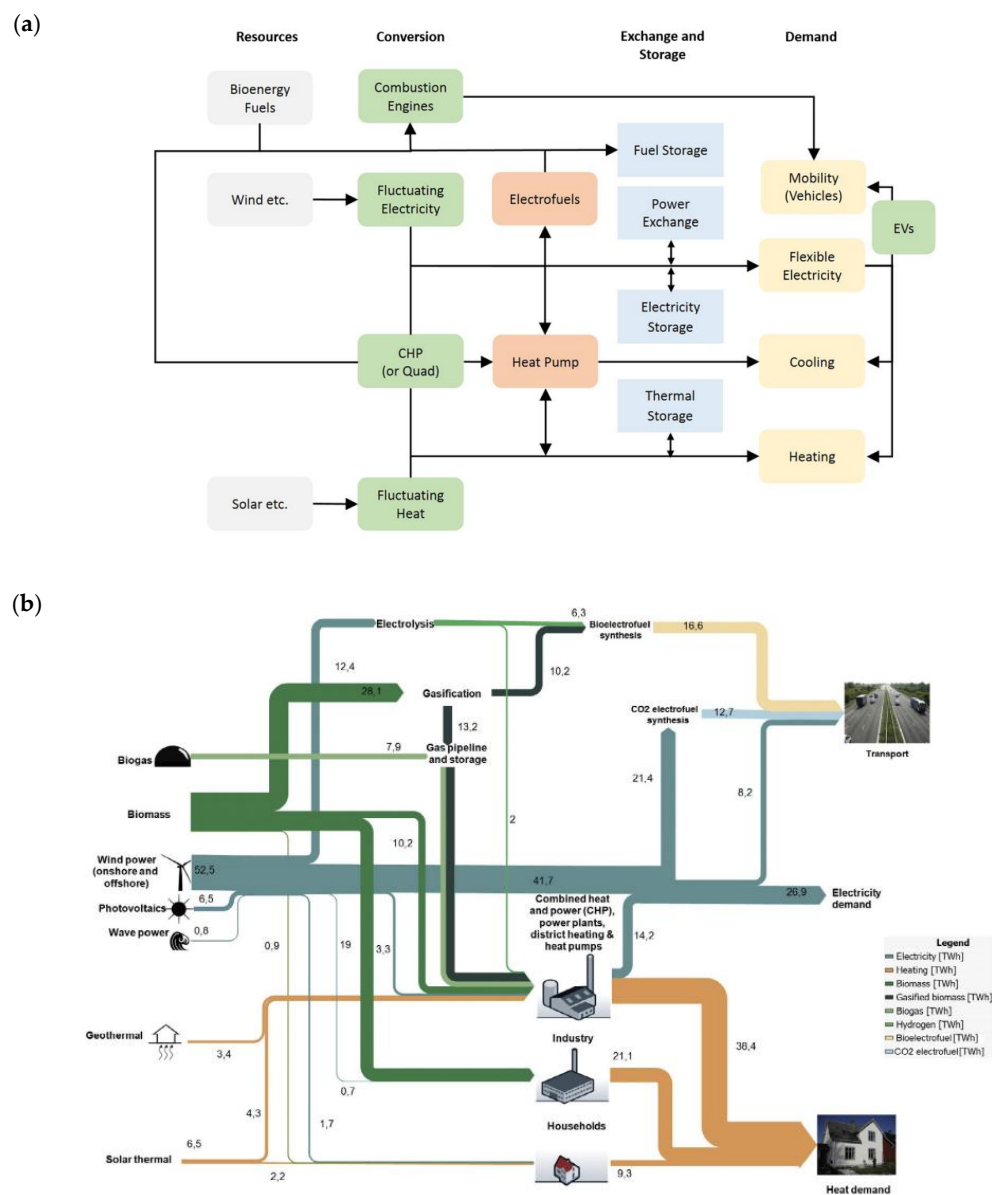 (a)
Resources
Conversion
Exchange and
Storage
Demand
Bioenergy
Fuels
Combustion
Engines
Fuel Storage
Mobility
(Vehicles)
Wind etc.
Fluctuating
Electricity
Electrofuels
Power
Exchange
EVs
Flexible
Electricity
Electricity
Storage
CHP
(or Quad)
Heat Pump
Cooling
Thermal
Storage
Heating
Solar etc.
Fluctuating
Heat
(b)
Electrolysis
6,3
Bioelectrofuel
synthesis
16,6
12,4
10,2
28,1
Gasification
CO2 electrofuel
synthesis
12,7
13,2
Transport
Biogas
7,9
Gas pipeline
and storage
21,4
8,2
Biomass
2
10,2
Wind power
(onshore and
offshore)
52,5
41,7
26,9
Electricity
demand
Photovoltaics
6,5
Combined heat
and power (CHP),
power plants,
district heating &
heat pumps
14,2
Wave power
0,8
0,9
19
3,3
Legend
Electricity [TWh]
Heating [TWh]
Biomass [TWh]
Gasified biomass [TWh]
Biogas [TWh]
Hydrogen [TWh]
Bioelectrofuel [TWh]
CO2 electrofuel[TWh]
Geothermal
3,4
Industry
38,4
21,1
0,7
4,3
1,7
Households
Solar thermal
6,5
2,2
9,3
Heat demand